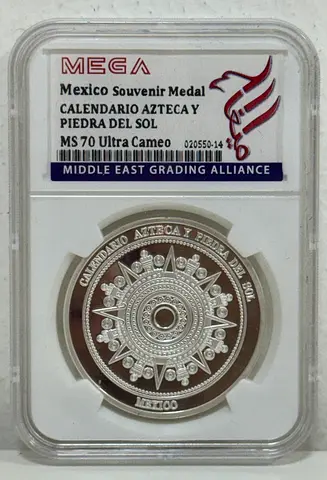 MEGA
Mexico Souvenir Medal
CALENDARIO AZTECA Y
PIEDRA DEL SOL
MS 70 Ultra Cameo
020550-14
MIDDLE EAST GRADING ALLIANCE
CALENDARIO AZTECA Y PIEDRA DEL SOL
MEXICO